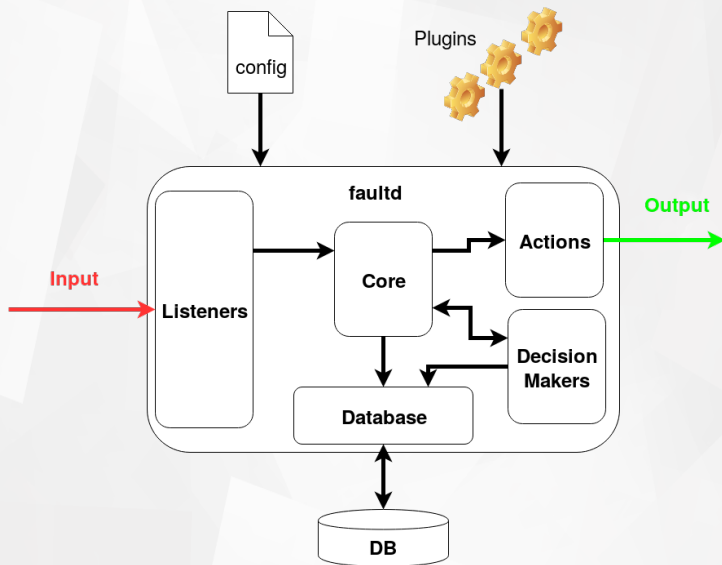 Plugins
config
faultd
Output
Actions
Input
Core
Listeners
Decision
Makers
Database
DB